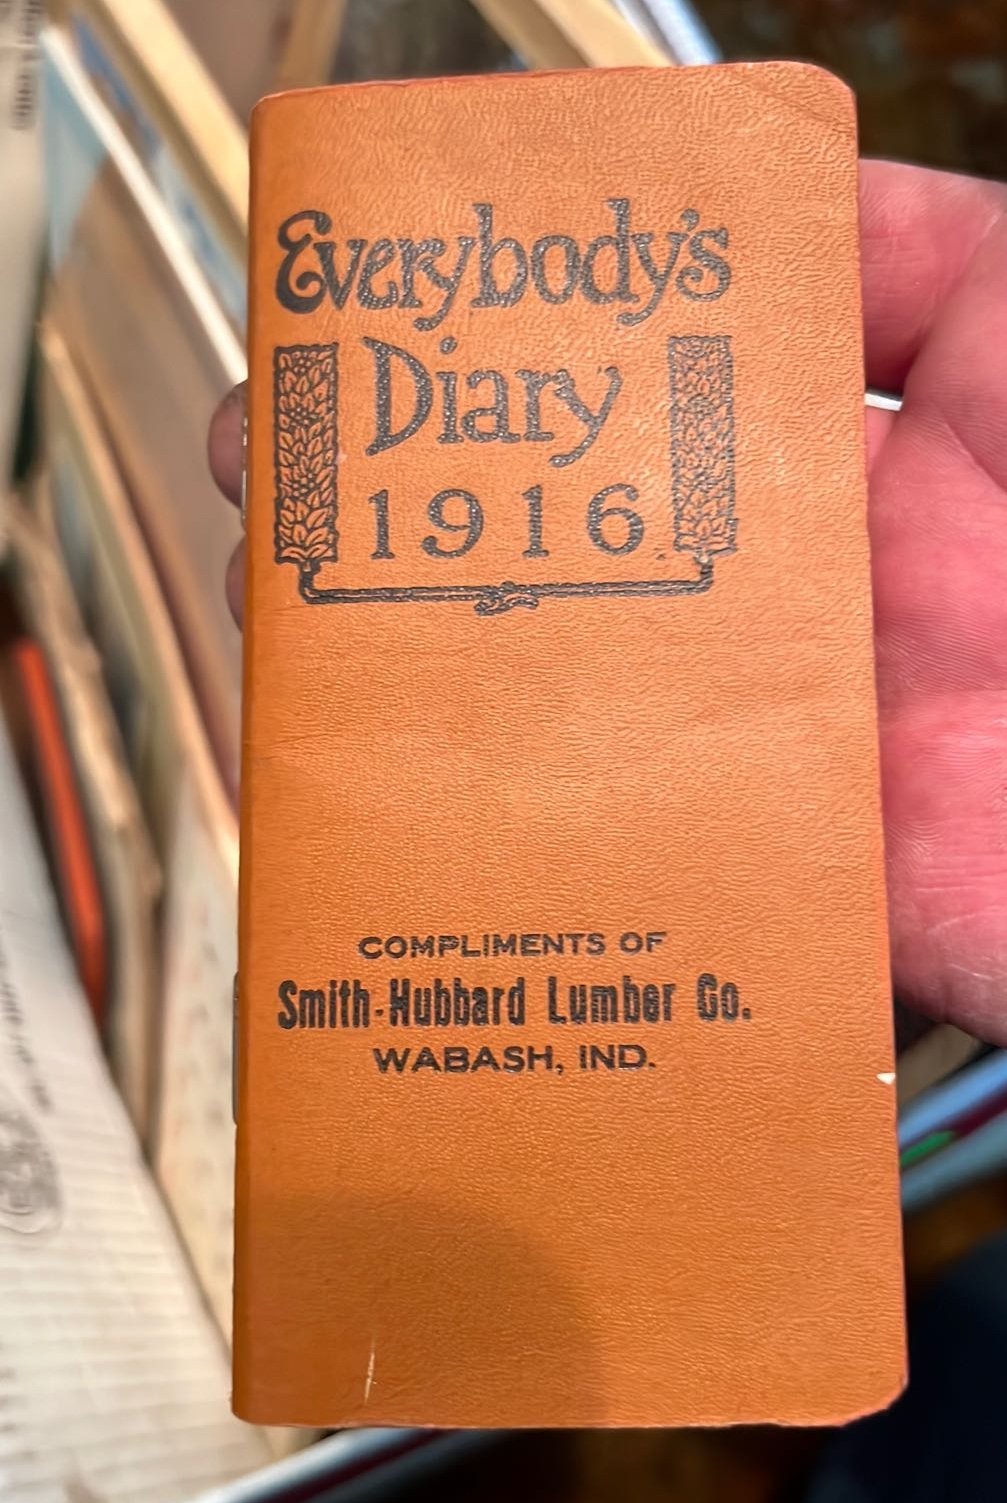 Everybody's
Diary
1916
COMPLIMENTS OF
Smith-Hubbard Lumber Co.
WABASH, IND.